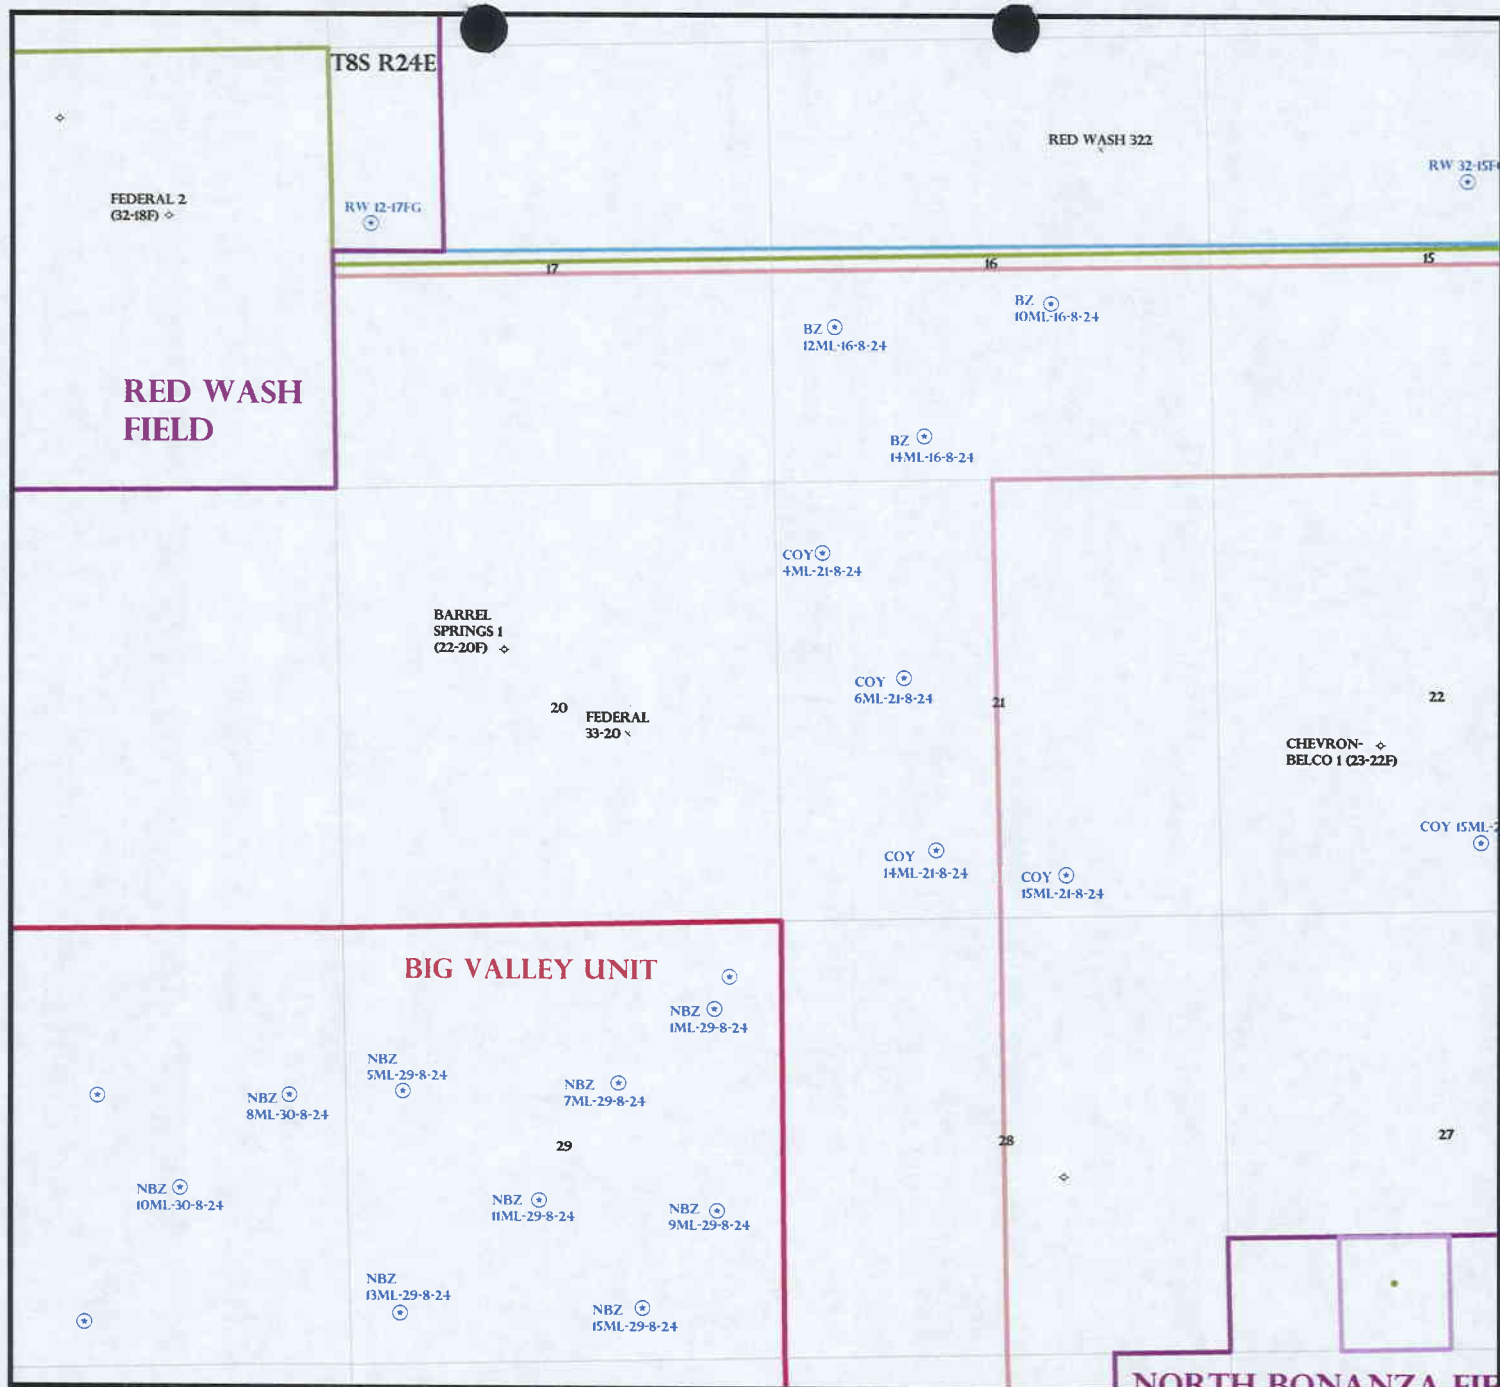 T8S R24E
RED WASH 322
RW 32-15F
FEDERAL 2
(32-18F)
RW 12-17FG
17
16
15
BZ
10ML-16-8-24
BZ
12ML-16-8-24
RED WASH
FIELD
BZ
14ML-16-8-24
COY
4ML-21-8-24
BARREL
SPRINGS 1
(22-20F)
COY
6ML-21-8-24
20
FEDERAL
33-20
21
22
CHEVRON-
BELCO 1 (23-22F)
COY 15ML-2
COY
14ML-21-8-24
COY
15ML-21-8-24
BIG VALLEY UNIT
NBZ
1ML-29-8-24
NBZ
5ML-29-8-24
NBZ
7ML-29-8-24
NBZ
8ML-30-8-24
29
28
27
NBZ
10ML-30-8-24
NBZ
11ML-29-8-24
NBZ
9ML-29-8-24
NBZ
13ML-29-8-24
NBZ
15ML-29-8-24
NORTH BONANZA FIE